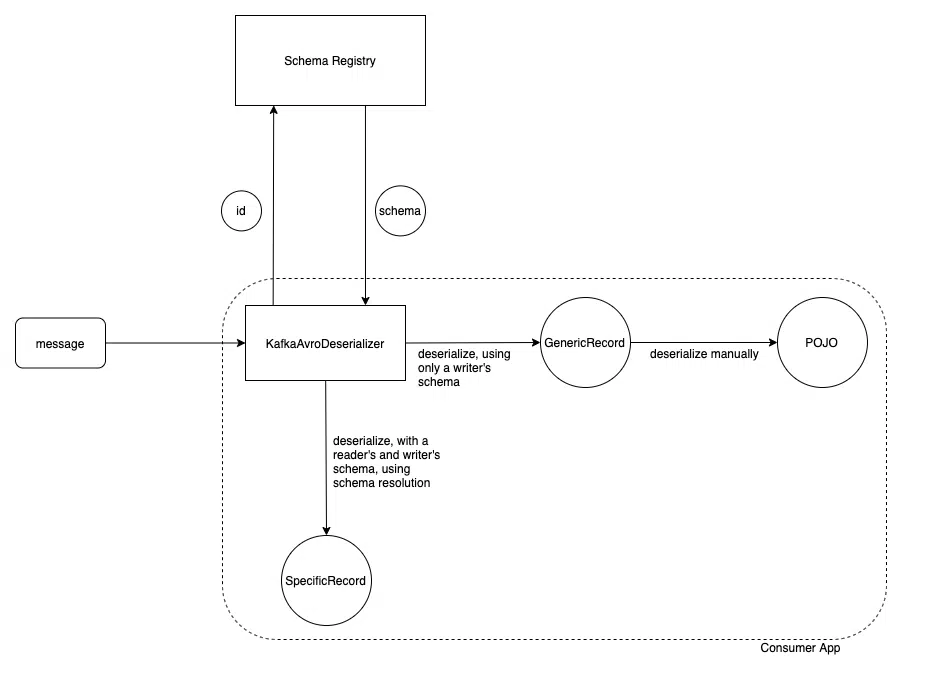 Schema Registry
id
schema
message
KafkaAvroDeserializer
deserialize, using
only a writer's
schema
GenericRecord
deserialize manually
POJO
deserialize, with a
reader's and writer's
schema, using
schema resolution
SpecificRecord
Consumer App